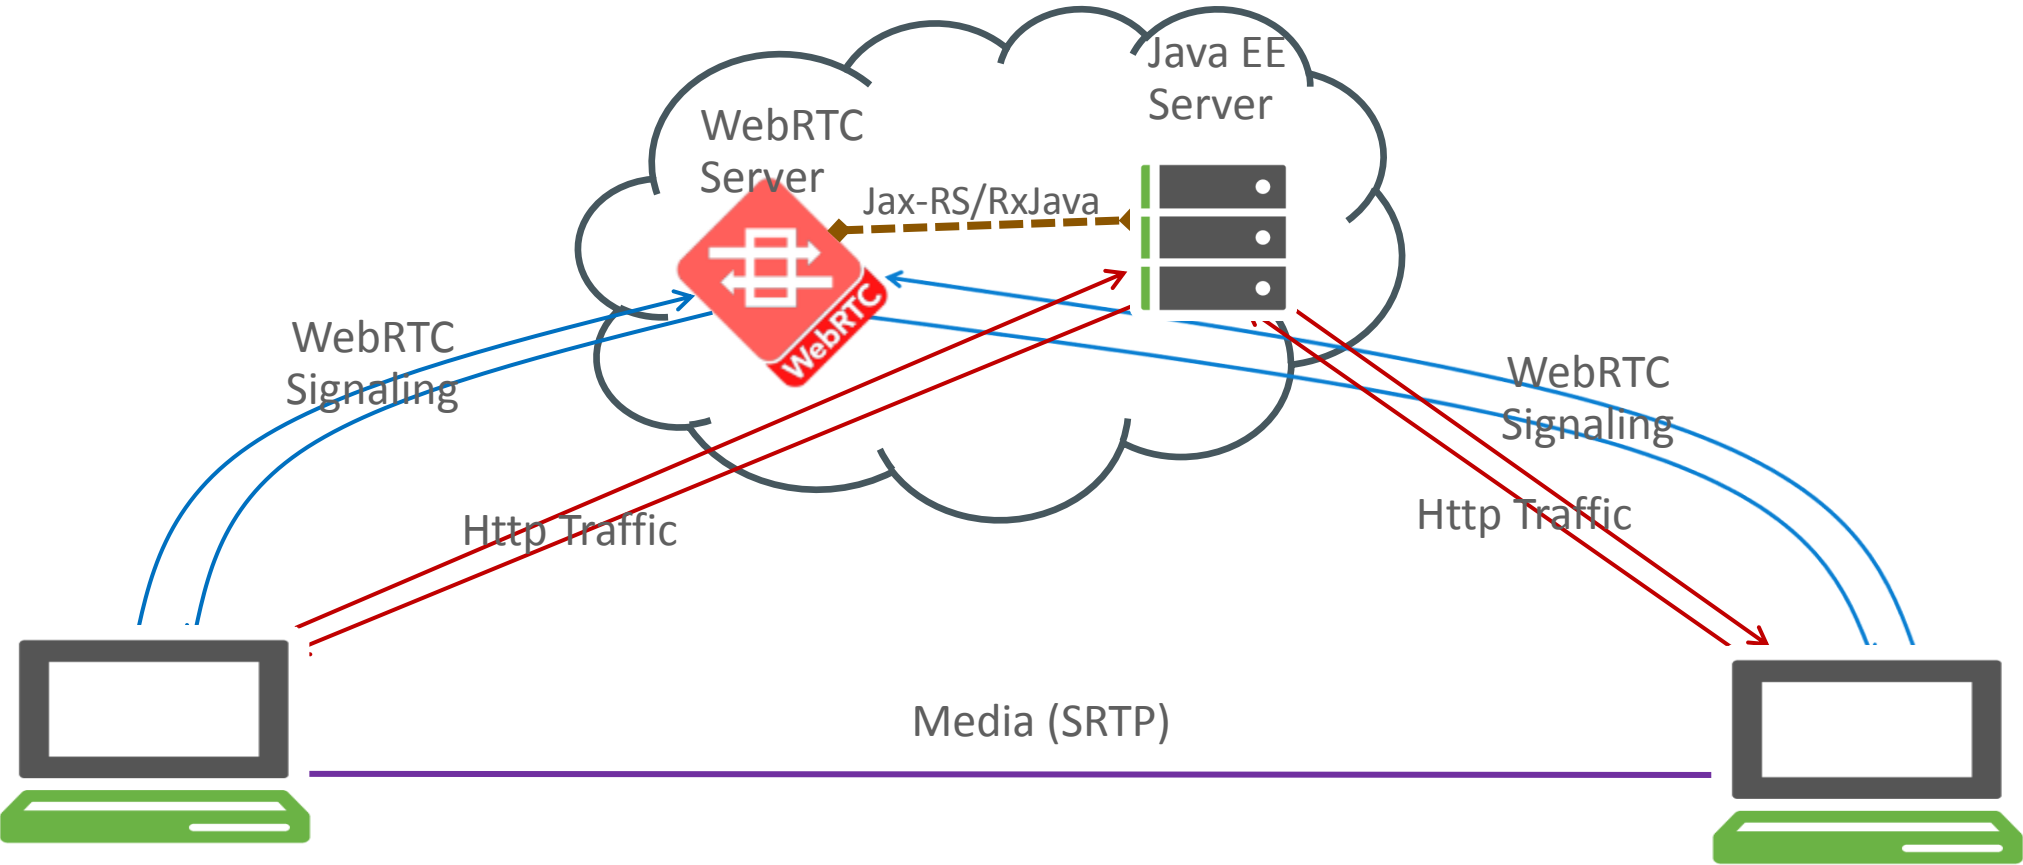 Java EE
Server
WebRTC
Server
Jax-RS/RxJava
WebRTC
WebRTC
Signaling
WebRTC
Signaling
Http Traffic
Http Traffic
Media (SRTP)